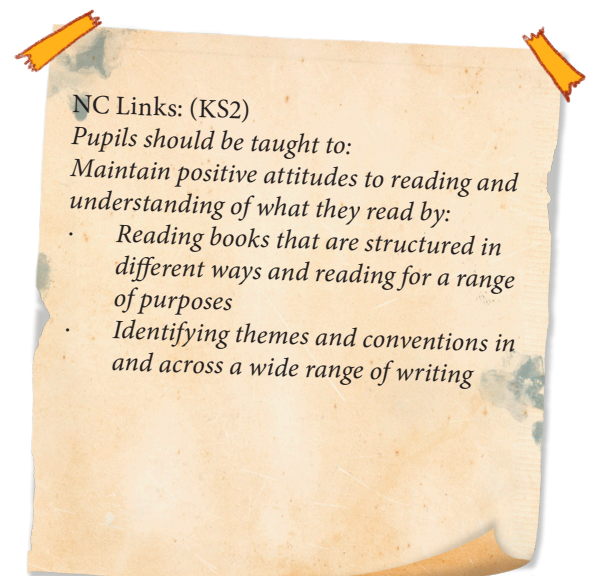 NC Links: (KS2)
Pupils should be taught to:
Maintain positive attitudes to reading and
understanding of what they read by:
· Reading books that are structured in
different ways and reading for a range
of purposes
· Identifying themes and conventions in
and across a wide range of writing